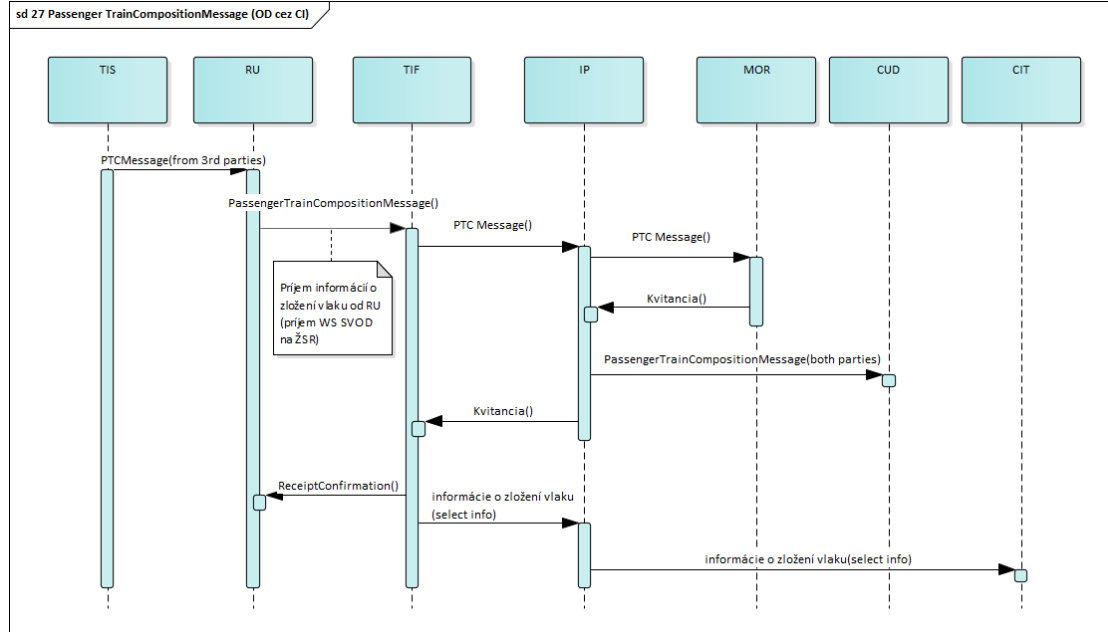 sd 27 Passenger TrainCompositionMessage (OD cez CI)
TIS
RU
TIF
IP
MOR
CUD
CIT
PTCMessage(from 3rd parties)
PassengerTrainCompositionMessage()
PTC Message()
PTC Message()
Príjem informácií o
zložení vlaku od RU
(príjem WS SVOD
na ŽSR)
Kvitancia()
PassengerTrainCompositionMessage(both parties)
Kvitancia()
ReceiptConfirmation()
informácie o zložení vlaku
(select info)
informácie o zložení vlaku(select info)